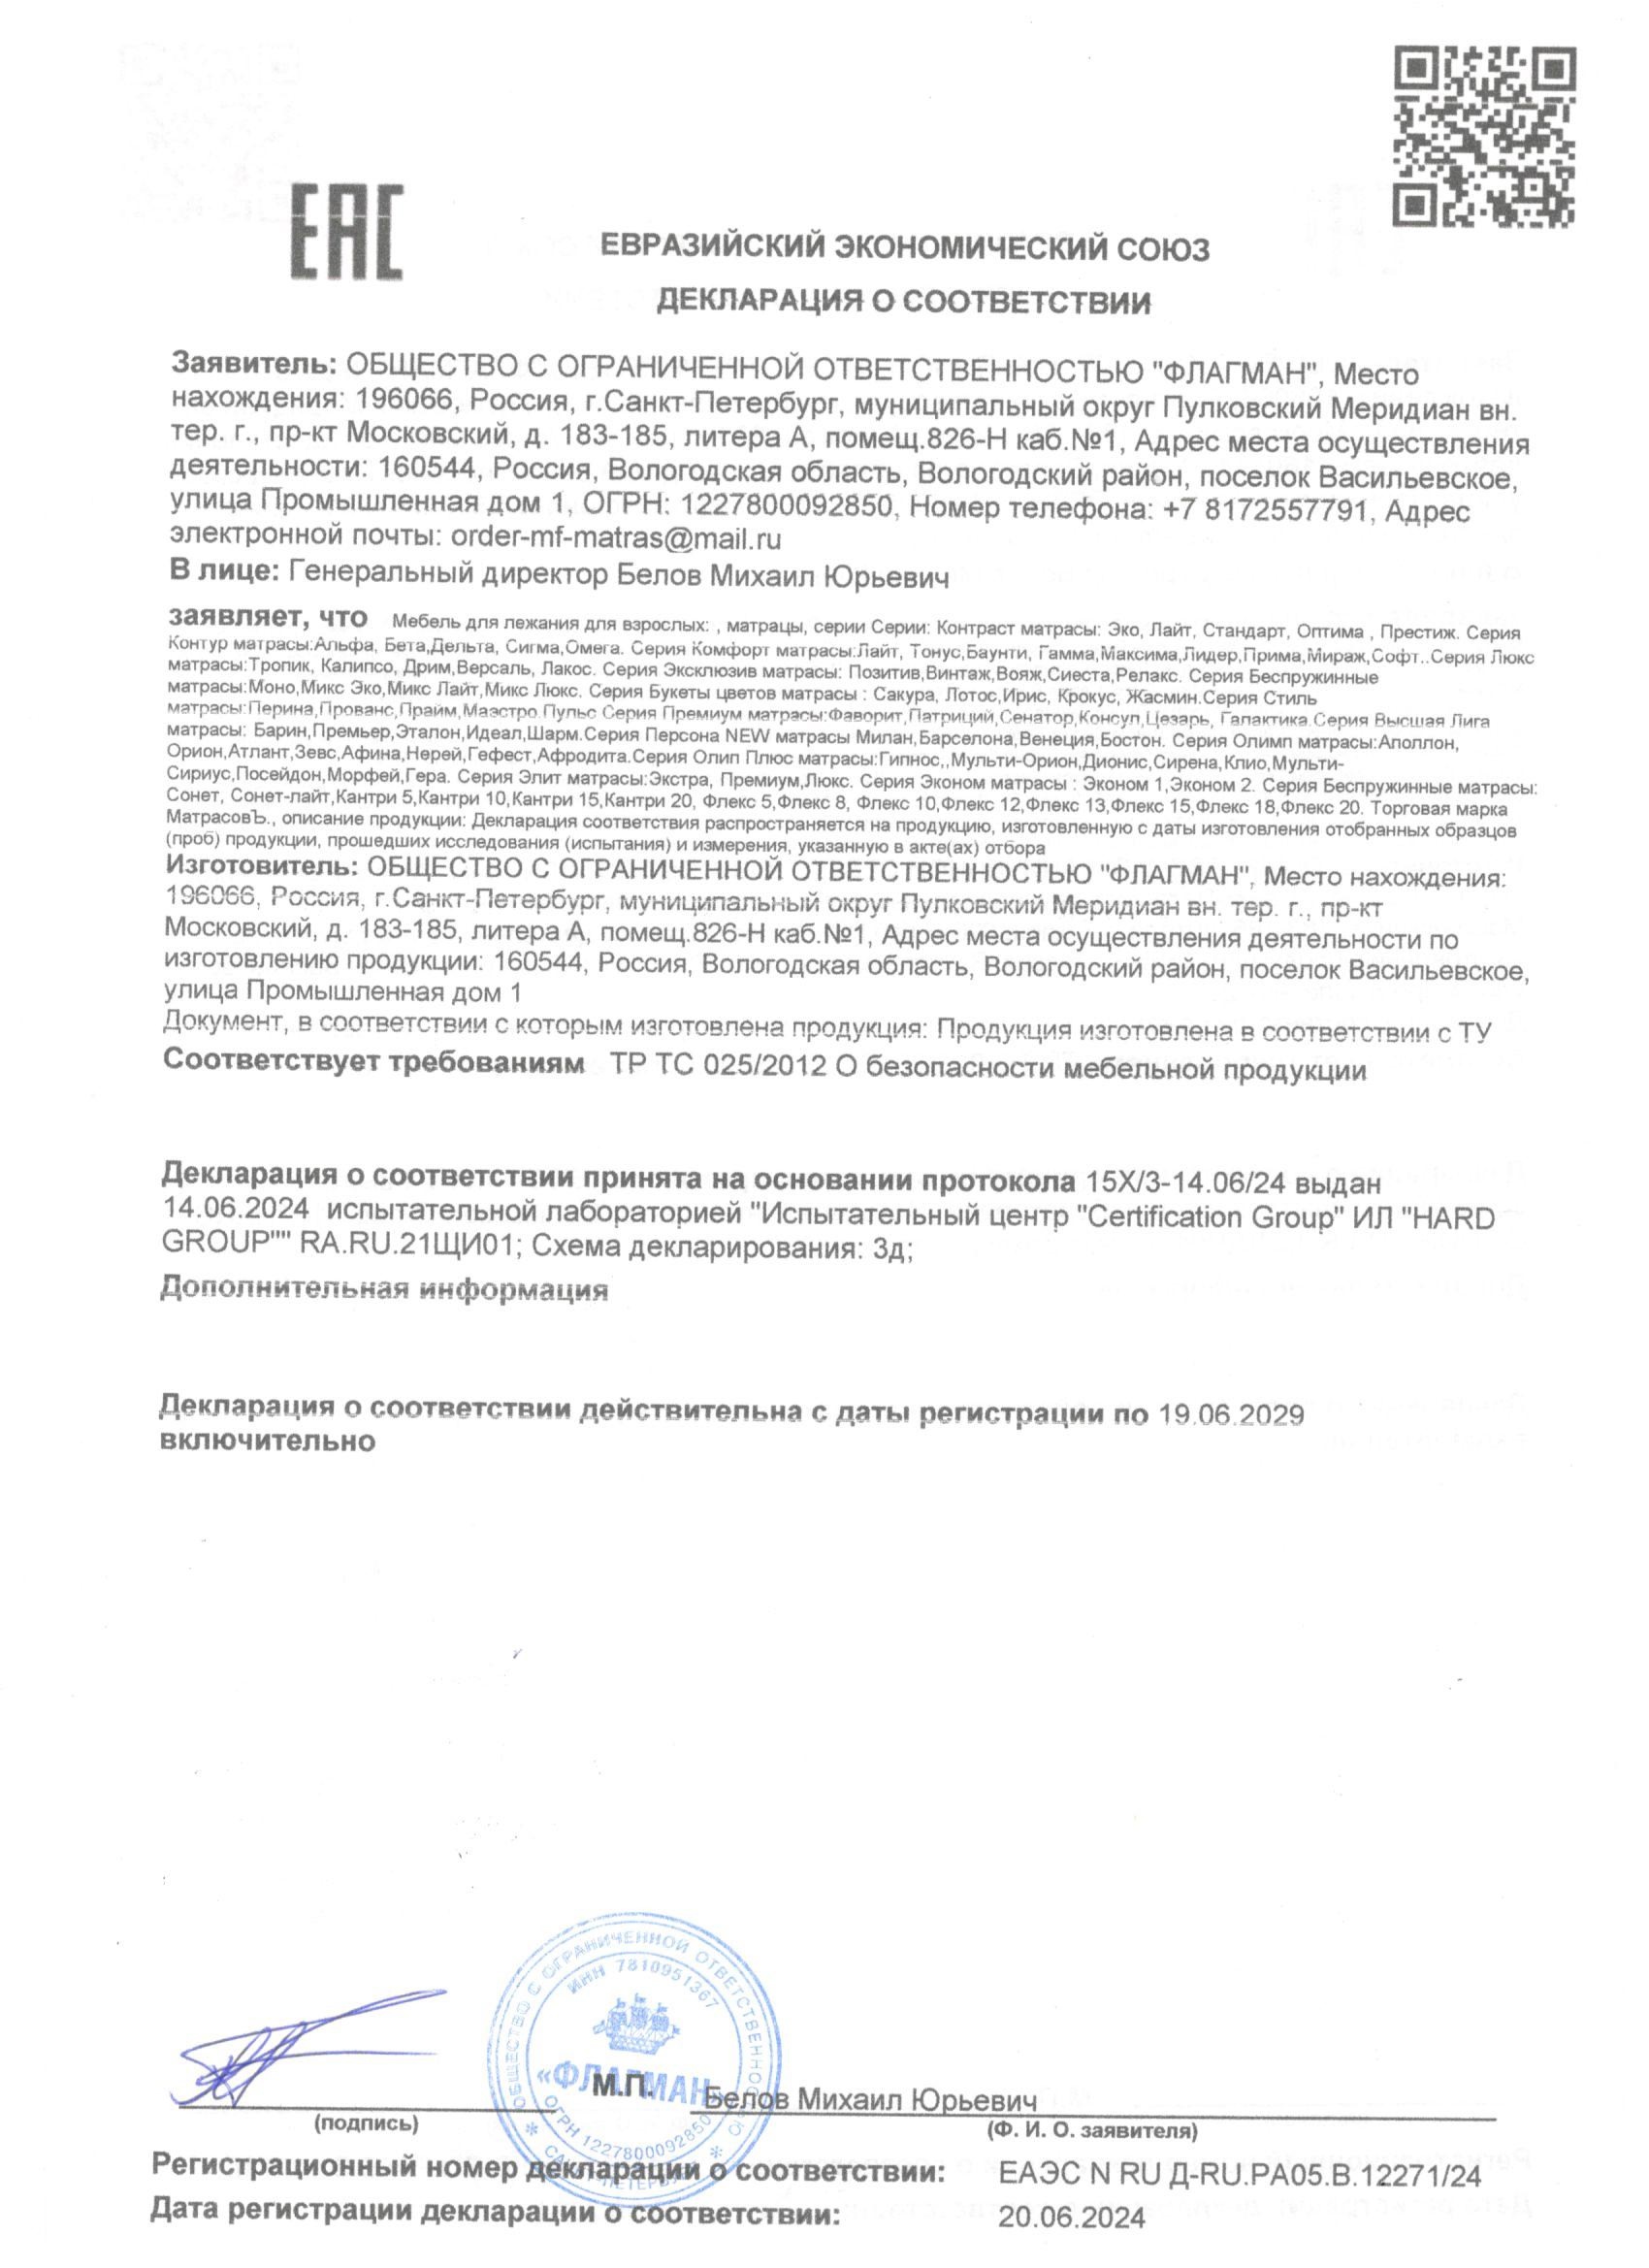 ЕАС
ЕВРАЗИЙСКИЙ ЭКОНОМИЧЕСКИЙ СОЮЗ
ДЕКЛАРАЦИЯ О СООТВЕТСТВИИ
Заявитель: ОБЩЕСТВО С ОГРАНИЧЕННОЙ ОТВЕТСТВЕННОСТЬЮ "ФЛАГМАН", Место
нахождения: 196066, Россия, г.Санкт-Петербург, муниципальный округ Пулковский Меридиан вн.
тер. г., пр-кт Московский, д. 183-185, литера А, помещ.826-Н каб.№1, Адрес места осуществления
деятельности: 160544, Россия, Вологодская область, Вологодский район, поселок Васильевское,
улица Промышленная дом 1, ОГРН: 1227800092850, Номер телефона: +7 8172557791, Адрес
электронной почты: order-mf-matras@mail.ru
В лице: Генеральный директор Белов Михаил Юрьевич
заявляет, что Мебель для лежания для взрослых: , матрацы, серии Серии: Контраст матрасы: Эко, Лайт, Стандарт, Оптима , Престиж. Серия
Контур матрасы:Альфа, Бета,Дельта, Сигма,Омега. Серия Комфорт матрасы:Лайт, Тонус,Баунти, Гамма,Максима,Лидер,Прима,Мираж,Софт..Серия Люкс
матрасы:Тропик, Калипсо, Дрим,Версаль, Лакос. Серия Эксклюзив матрасы: Позитив,Винтаж,Вояж,Сиеста,Релакс. Серия Беспружинные
матрасы:Моно,Микс Эко,Микс Лайт,Микс Люкс. Серия Букеты цветов матрасы : Сакура, Лотос,Ирис, Крокус, Жасмин.Серия Стиль
матрасы:Перина,Прованс,Прайм,Маэстро.Пульс Серия Премиум матрасы:Фаворит,Патриций,Сенатор,Консул,Цезарь, Галактика.Серия Высшая Лига
матрасы: Барин,Премьер,Эталон,Идеал,Шарм.Серия Персона NEW матрасы Милан,Барселона,Венеция,Бостон. Серия Олимп матрасы:Аполлон,
Орион,Атлант,Зевс,Афина,Нерей,Гефест,Афродита.Серия Олип Плюс матрасы:Гипнос,,Мульти-Орион,Дионис,Сирена,Клио,Мульти-
Сириус,Посейдон,Морфей,Гера. Серия Элит матрасы:Экстра, Премиум,Люкс. Серия Эконом матрасы : Эконом 1,Эконом 2. Серия Беспружинные матрасы:
Сонет, Сонет-лайт,Кантри 5,Кантри 10,Кантри 15,Кантри 20, Флекс 5,Флекс 8, Флекс 10,Флекс 12,Флекс 13,Флекс 15,Флекс 18,Флекс 20. Торговая марка
МатрасовЪ., описание продукции: Декларация соответствия распространяется на продукцию, изготовленную с даты изготовления отобранных образцов
(проб) продукции, прошедших исследования (испытания) и измерения, указанную в акте(ах) отбора
Изготовитель: ОБЩЕСТВО С ОГРАНИЧЕННОЙ ОТВЕТСТВЕННОСТЬЮ "ФЛАГМАН", Место нахождения:
196066, Россия, г.Санкт-Петербург, муниципальный округ Пулковский Меридиан вн. тер. г., пр-кт
Московский, д. 183-185, литера А, помещ.826-Н каб.№1, Адрес места осуществления деятельности по
изготовлению продукции: 160544, Россия, Вологодская область, Вологодский район, поселок Васильевское,
улица Промышленная дом 1
Документ, в соответствии с которым изготовлена продукция: Продукция изготовлена в соответствии с ТУ
Соответствует требованиям ТР ТС 025/2012 О безопасности мебельной продукции
Декларация о соответствии принята на основании протокола 15Х/3-14.06/24 выдан
14.06.2024 испытательной лабораторией "Испытательный центр "Certification Group" ИЛ "HARD
GROUP"" RA.RU.21ЩИ01; Схема декларирования: 3д;
Дополнительная информация
Декларация о соответствии действительна с даты регистрации по 19.06.2029
включительно
ОБЩЕСТВО С ОГРАНИЧЕННОЙ ОТВЕТСТВЕННОСТЬЮ
ИНН 7810951367
«ФЛАГМАН»
ОГРН 1227800092850
САНКТ-ПЕТЕРБУРГ
М.П.
Белов Михаил Юрьевич
(подпись)
(Ф. И. О. заявителя)
Регистрационный номер декларации о соответствии: ЕАЭС N RU Д-RU.РА05.В.12271/24
Дата регистрации декларации о соответствии: 20.06.2024